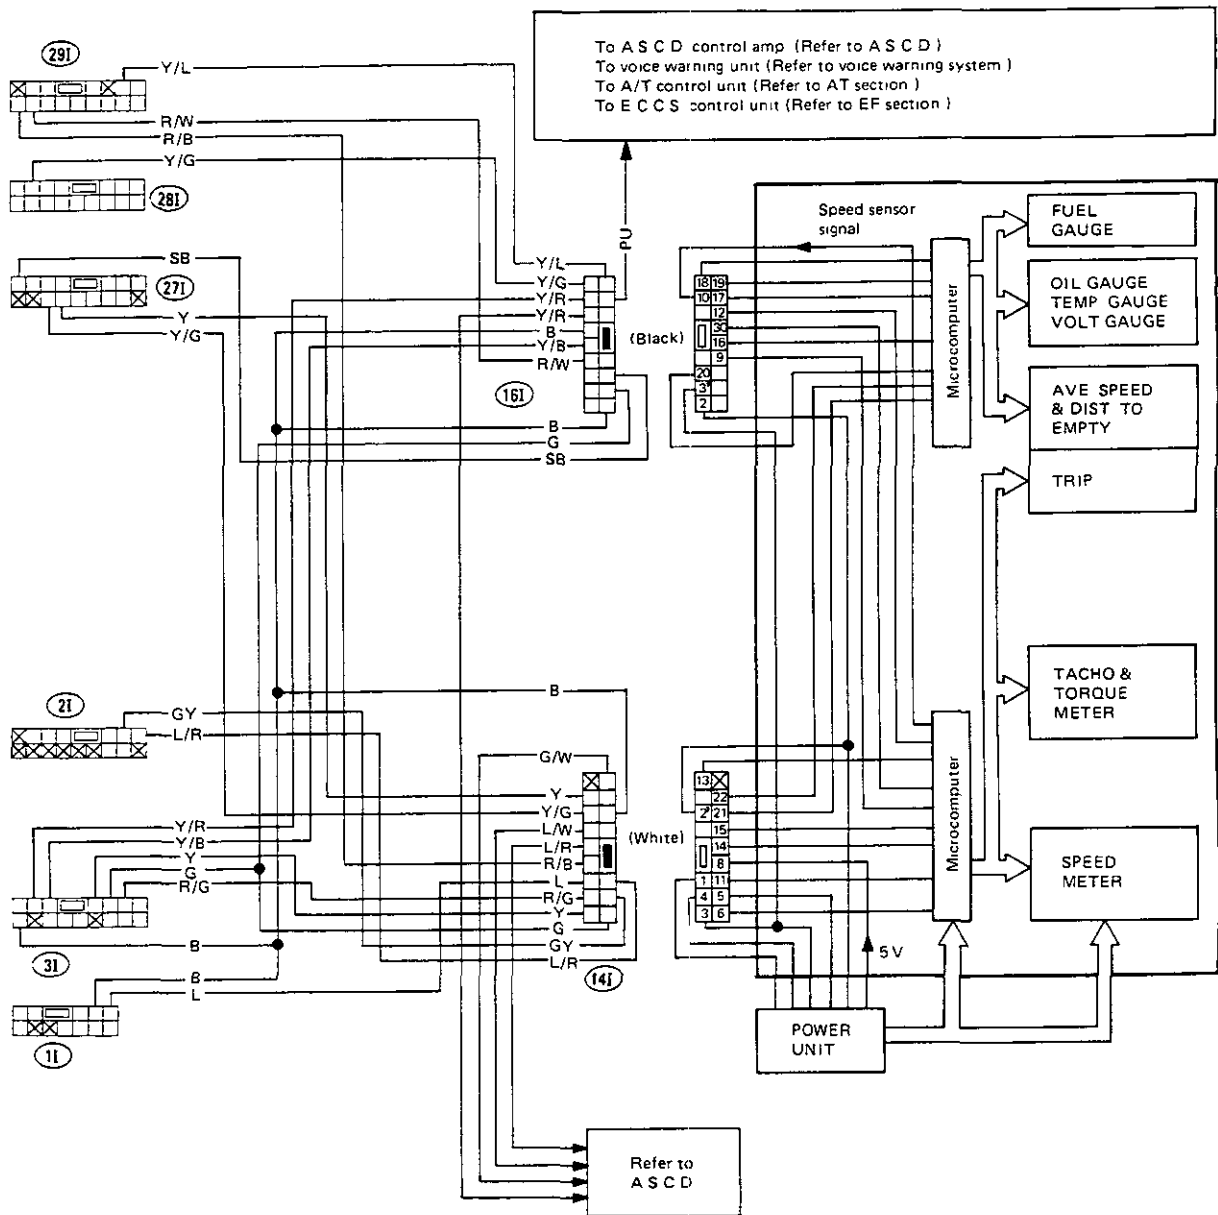 To A S C D control amp (Refer to A S C D)
To voice warning unit (Refer to voice warning system)
To A/T control unit (Refer to AT section)
To E C C S control unit (Refer to EF section)
29I
Y/L
R/W
R/B
Y/G
28I
SB
27I
Y
Y/G
PU
Y/L
Y/G
Y/R
Y/R
B
Y/B
R/W
16I
B
G
SB
(Black)
Speed sensor
signal
18 19
10 17
12
30
16
9
20
3'
2
Microcomputer
FUEL
GAUGE
OIL GAUGE
TEMP GAUGE
VOLT GAUGE
AVE SPEED
& DIST TO
EMPTY
TRIP
TACHO &
TORQUE
METER
SPEED
METER
Microcomputer
2I
GY
L/R
B
G/W
Y
Y/G
L/W
L/R
R/B
L
R/G
Y
G
GY
L/R
14I
(White)
13
22
2' 21
15
14
8
1 11
4 5
3 6
5 V
Y/R
Y/B
Y
G
R/G
B
3I
B
L
1I
POWER
UNIT
Refer to
A S C D